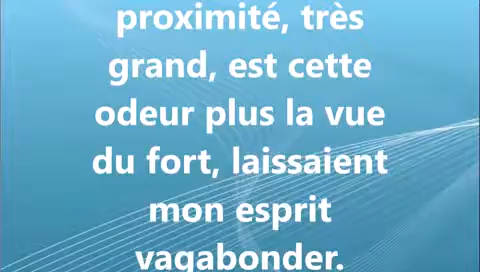 proximité, très
grand, est cette
odeur plus la vue
du fort, laissaient
mon esprit
vagabonder.